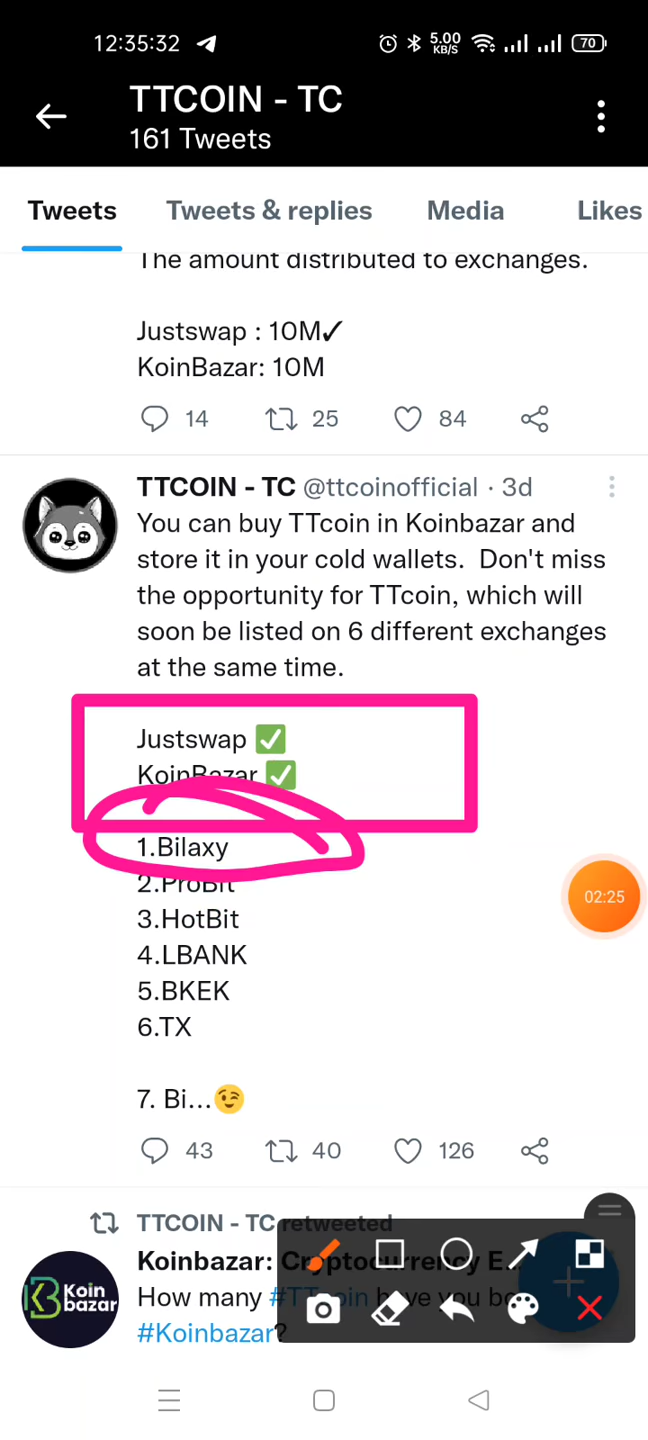 12:35:32
5.00 KB/S
70
TTCOIN - TC
161 Tweets
Tweets Tweets & replies Media Likes
The amount distributed to exchanges.
Justswap : 10M✓
KoinBazar: 10M
14 25 84
TTCOIN - TC @ttcoinofficial · 3d
You can buy TTcoin in Koinbazar and
store it in your cold wallets. Don't miss
the opportunity for TTcoin, which will
soon be listed on 6 different exchanges
at the same time.
Justswap ✅
KoinBazar ✅
1.Bilaxy
2.ProBit
3.HotBit
4.LBANK
5.BKEK
6.TX
7. Bi...😉
43 40 126
02:25
TTCOIN - TC retweeted
Koin bazar
Koinbazar: Cryptocurrency E...
How many #TTcoin have you bo
#Koinbazar?